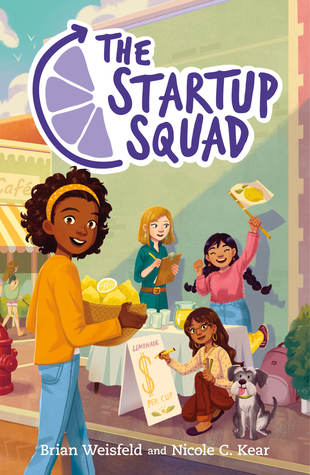 THE
STARTUP
SQUAD
Café
LEMONADE
$
PER CUP
Brian Weisfeld and Nicole C. Kear